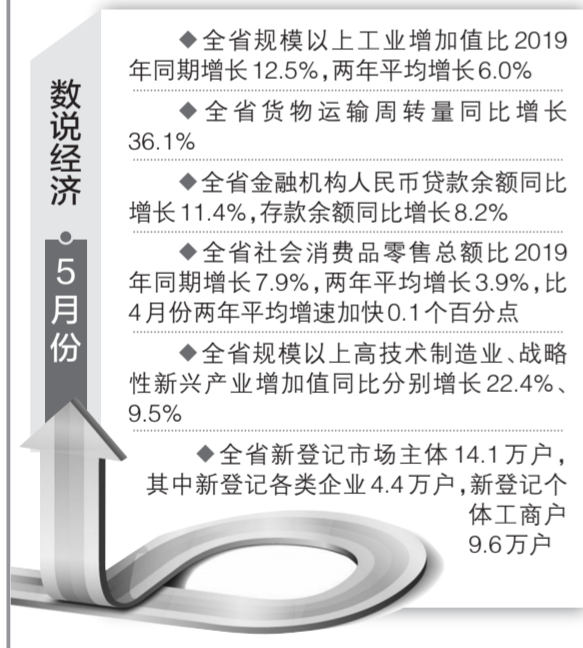 数说经济
5月份
◆全省规模以上工业增加值比2019
年同期增长12.5%,两年平均增长6.0%
◆全省货物运输周转量同比增长
36.1%
◆全省金融机构人民币贷款余额同比
增长11.4%,存款余额同比增长8.2%
◆全省社会消费品零售总额比2019
年同期增长7.9%,两年平均增长3.9%,比
4月份两年平均增速加快0.1个百分点
◆全省规模以上高技术制造业、战略
性新兴产业增加值同比分别增长22.4%、
9.5%
◆全省新登记市场主体14.1万户,
其中新登记各类企业4.4万户,新登记个
体工商户
9.6万户